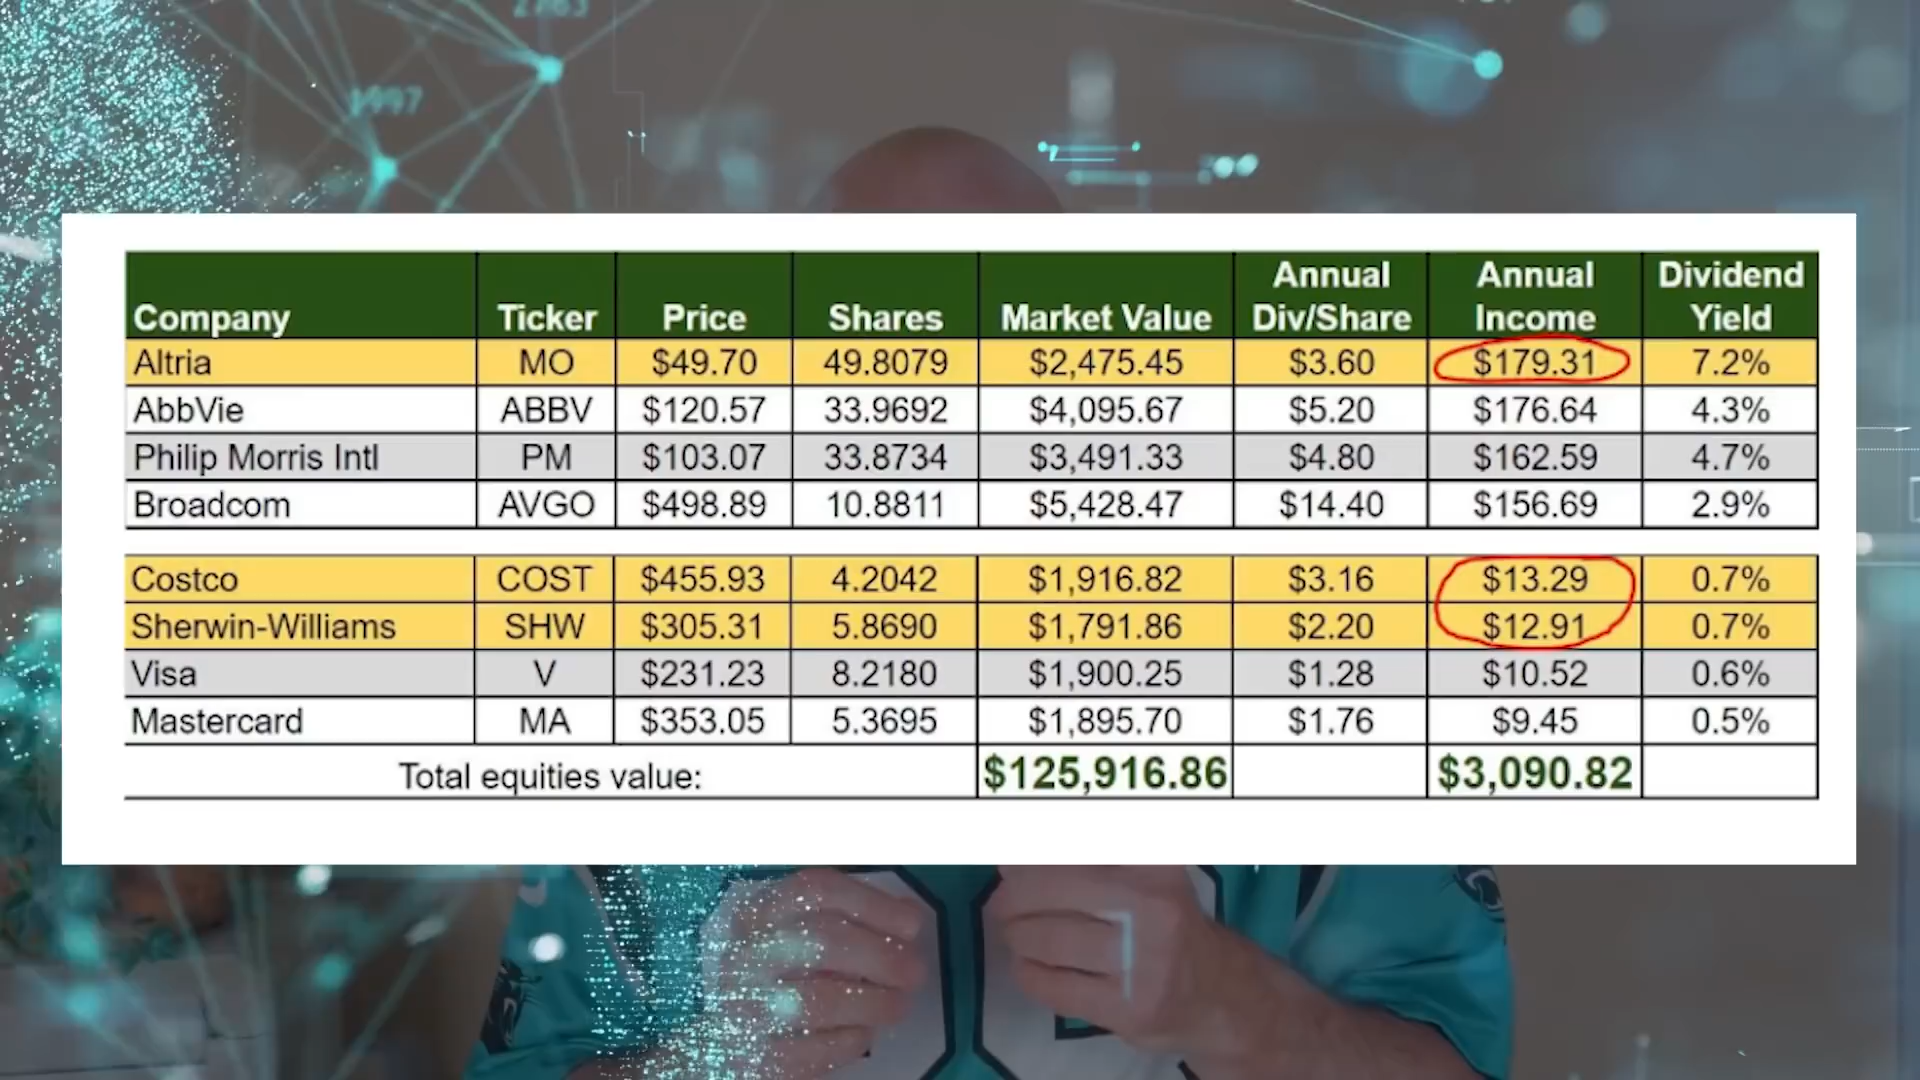 2783
1997
Company Ticker Price Shares Market Value Annual Div/Share Annual Income Dividend Yield
Altria MO $49.70 49.8079 $2,475.45 $3.60 $179.31 7.2%
AbbVie ABBV $120.57 33.9692 $4,095.67 $5.20 $176.64 4.3%
Philip Morris Intl PM $103.07 33.8734 $3,491.33 $4.80 $162.59 4.7%
Broadcom AVGO $498.89 10.8811 $5,428.47 $14.40 $156.69 2.9%
Costco COST $455.93 4.2042 $1,916.82 $3.16 $13.29 0.7%
Sherwin-Williams SHW $305.31 5.8690 $1,791.86 $2.20 $12.91 0.7%
Visa V $231.23 8.2180 $1,900.25 $1.28 $10.52 0.6%
Mastercard MA $353.05 5.3695 $1,895.70 $1.76 $9.45 0.5%
Total equities value: $125,916.86 $3,090.82